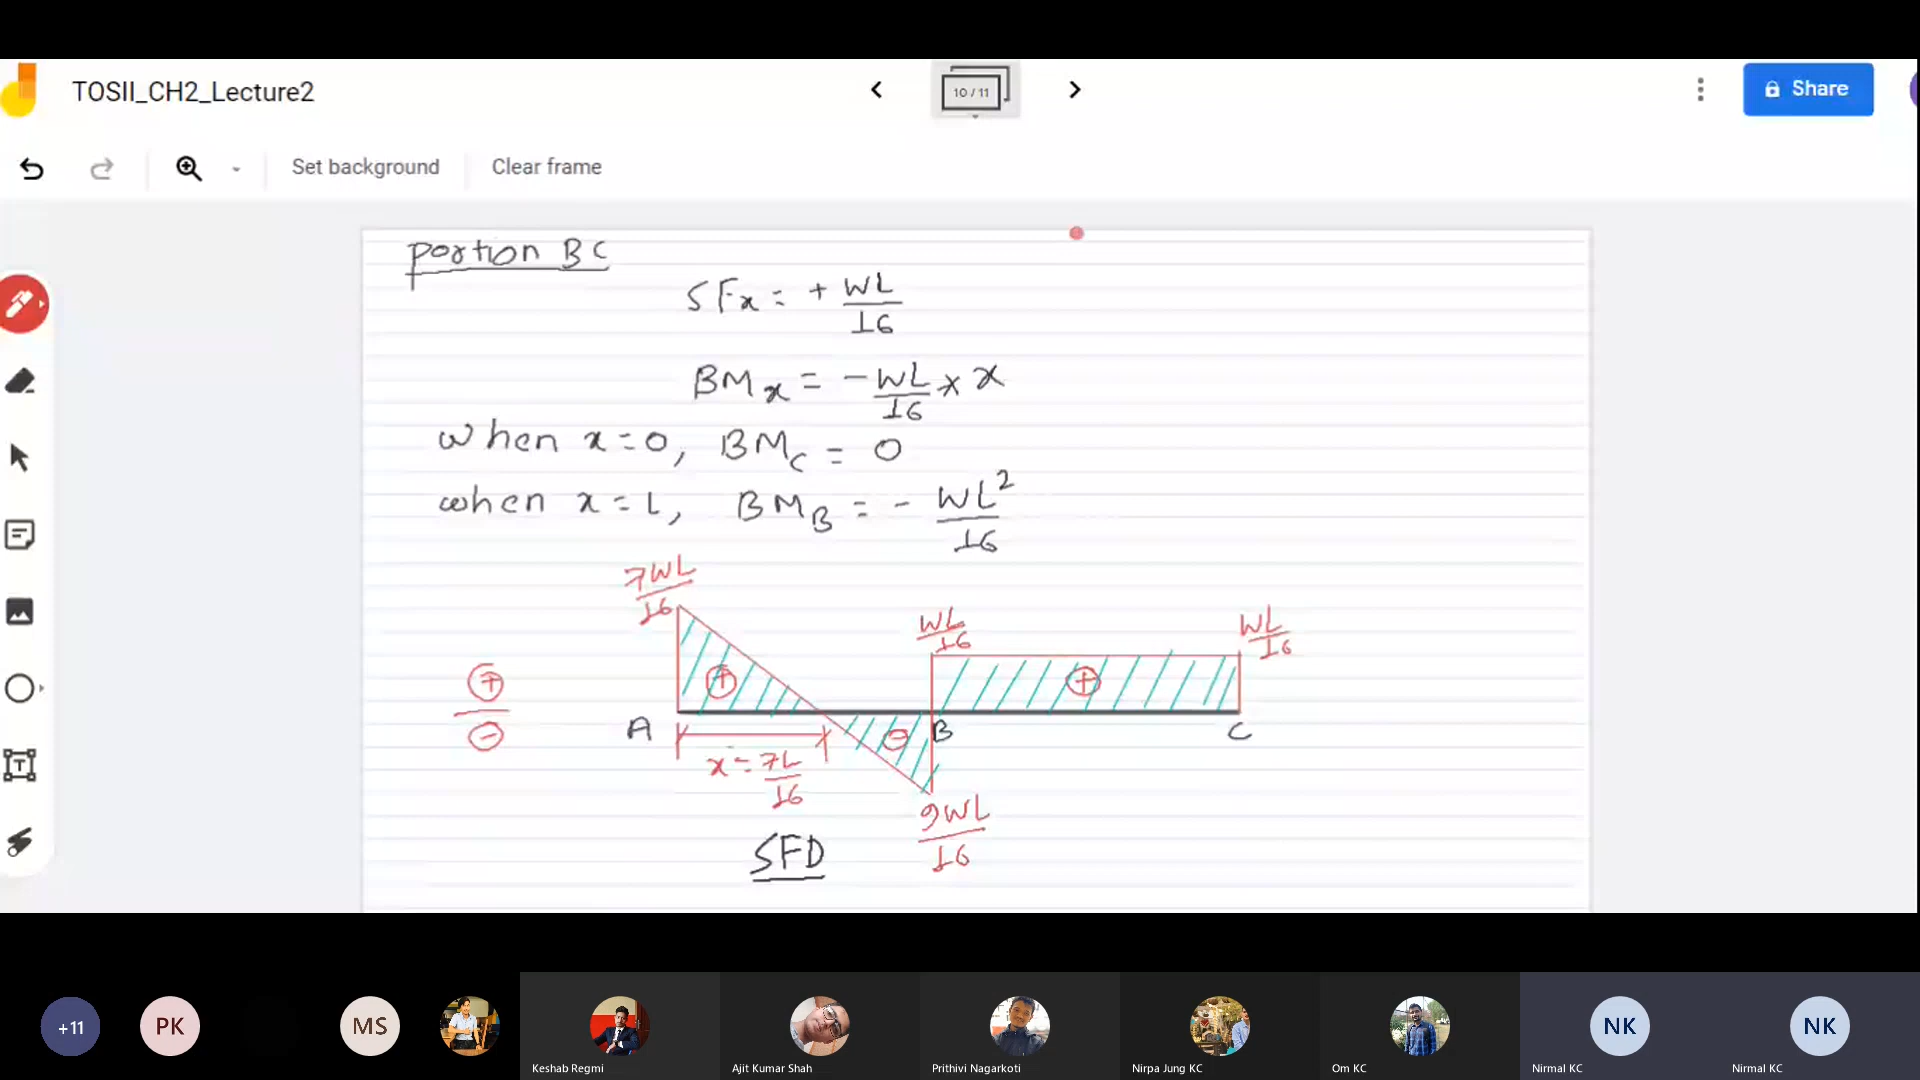 TOSII_CH2_Lecture2
10 / 11
Share
Set background
Clear frame
portion BC
SFx = + WL/16
BMx = - WL/16 × x
when x=0, BMC = 0
when x=L, BMB = - WL²/16
7WL/16
WL/16
WL/16
+
+
+
-
A
-
B
C
x=7L/16
9WL/16
SFD
+11
PK
MS
NK
NK
Keshab Regmi
Ajit Kumar Shah
Prithivi Nagarkoti
Nirpa Jung KC
Om KC
Nirmal KC
Nirmal KC